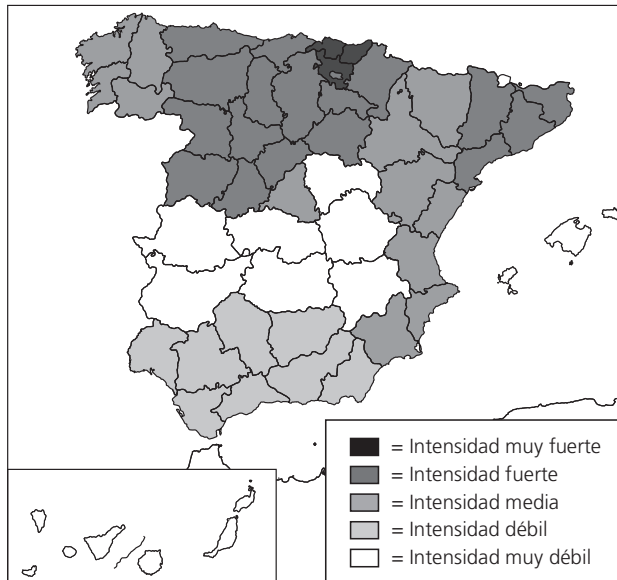 = Intensidad muy fuerte
= Intensidad fuerte
= Intensidad media
= Intensidad débil
= Intensidad muy débil